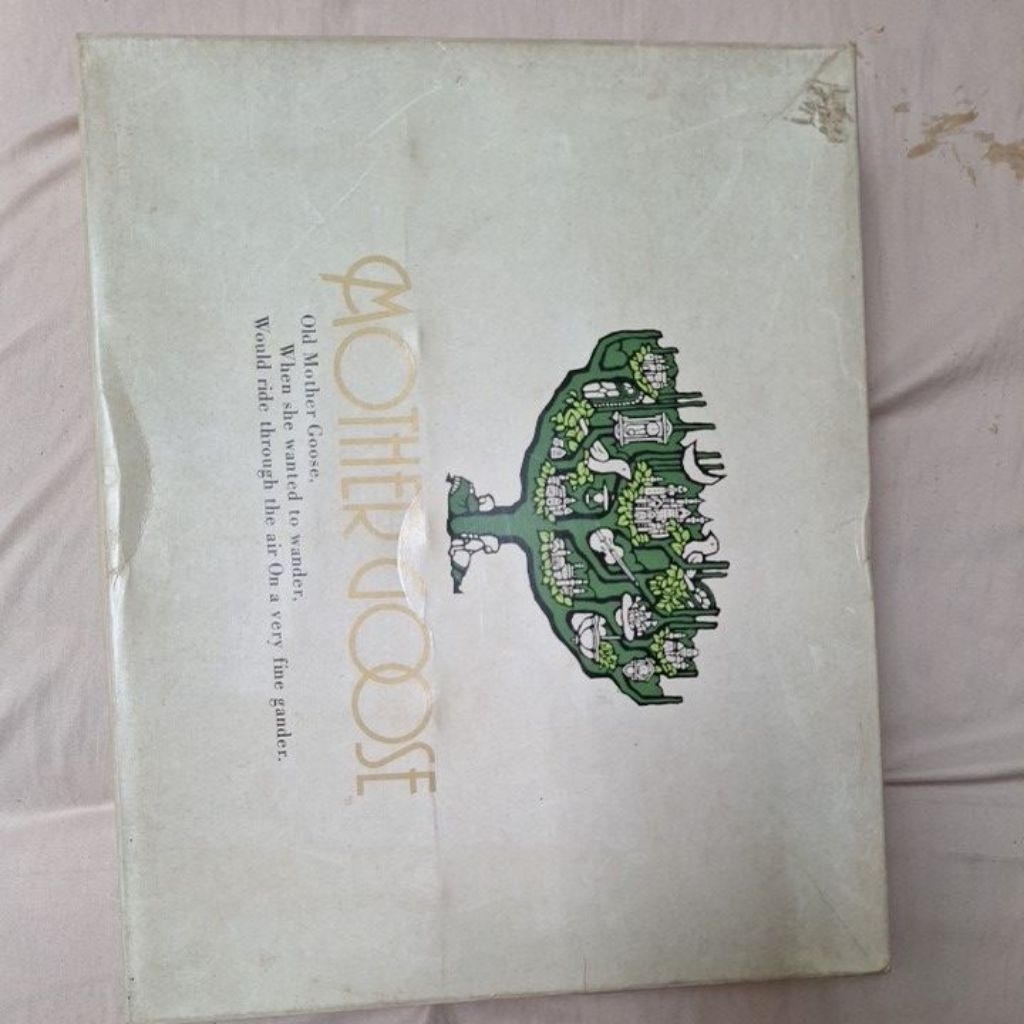 MOTHER GOOSE
Old Mother Goose,
When she wanted to wander,
Would ride through the air On a very fine gander.